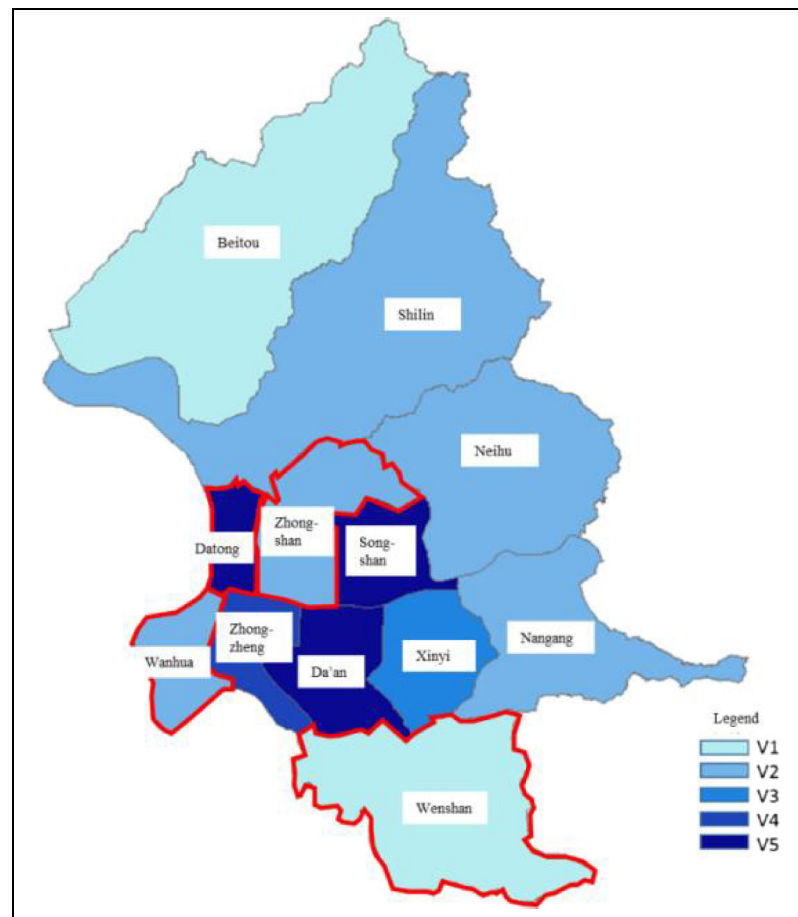 Beitou
Shilin
Neihu
Zhong-
shan
Datong
Song-
shan
Zhong-
zheng
Wanhua
Da'an
Xinyi
Nangang
Wenshan
Legend
V1
V2
V3
V4
V5